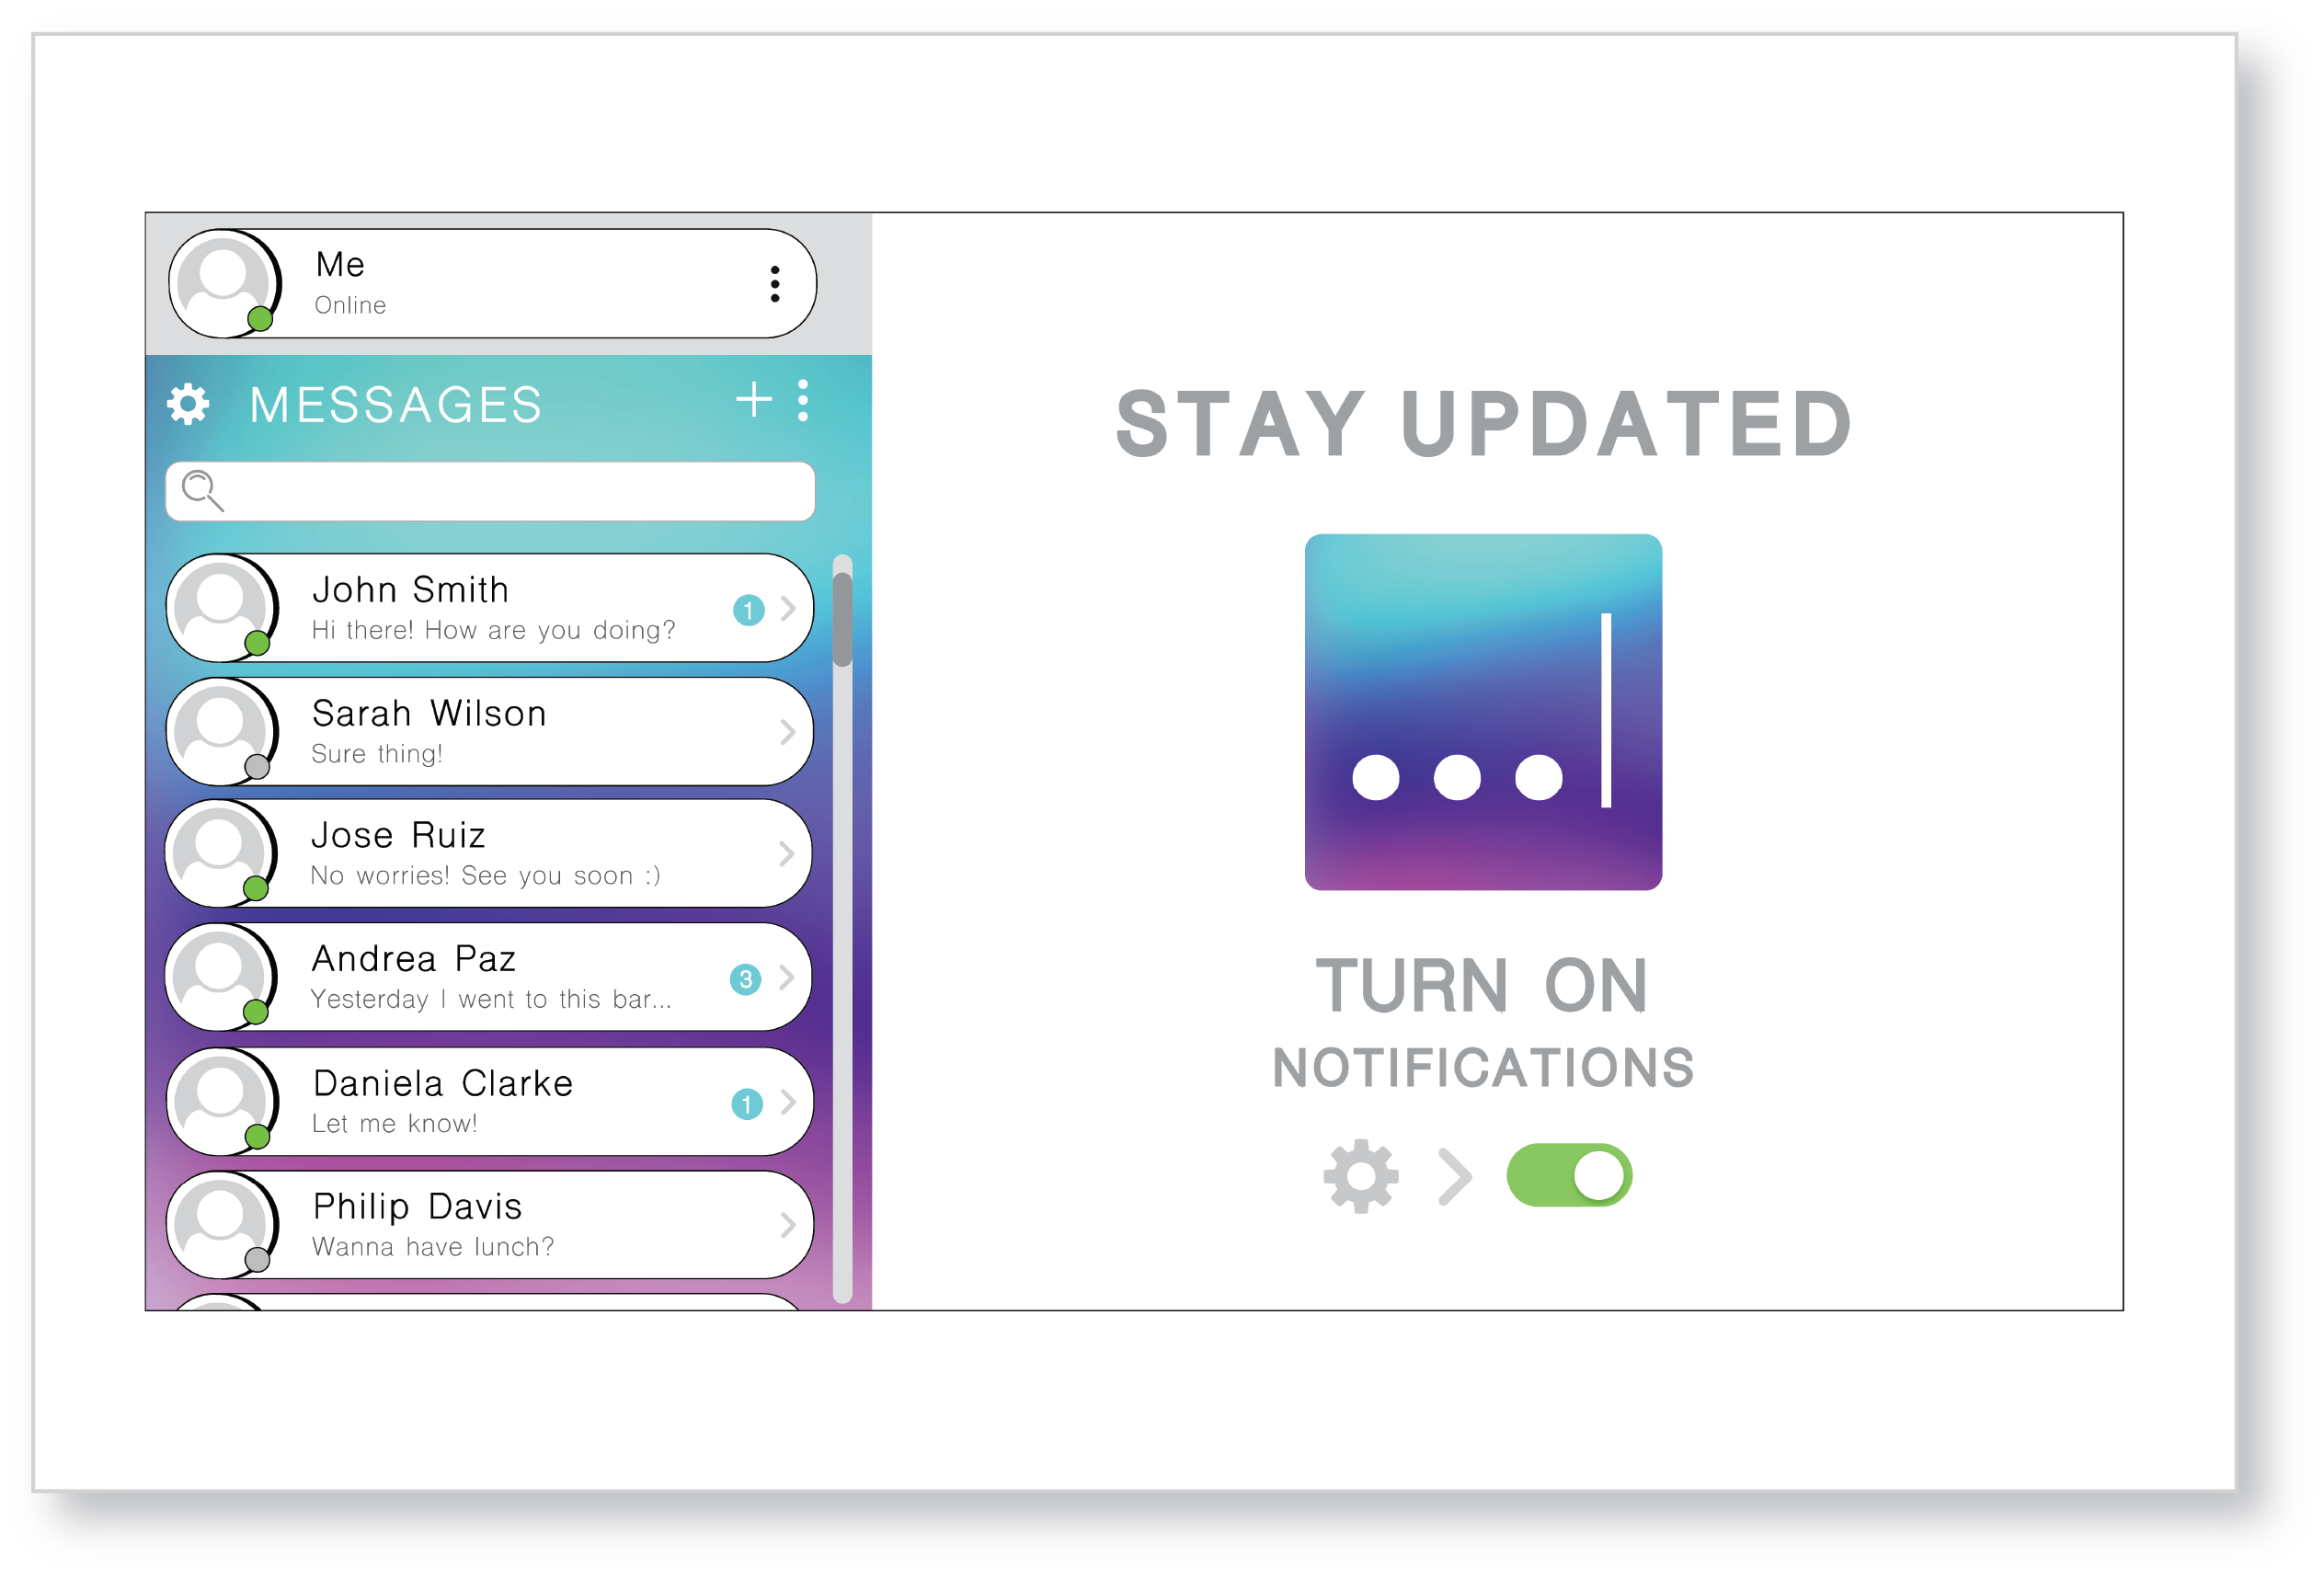 Me
Online
MESSAGES
John Smith
Hi there! How are you doing?
1
Sarah Wilson
Sure thing!
Jose Ruiz
No worries! See you soon :)
Andrea Paz
Yesterday I went to this bar...
3
Daniela Clarke
Let me know!
1
Philip Davis
Wanna have lunch?
STAY UPDATED
TURN ON
NOTIFICATIONS